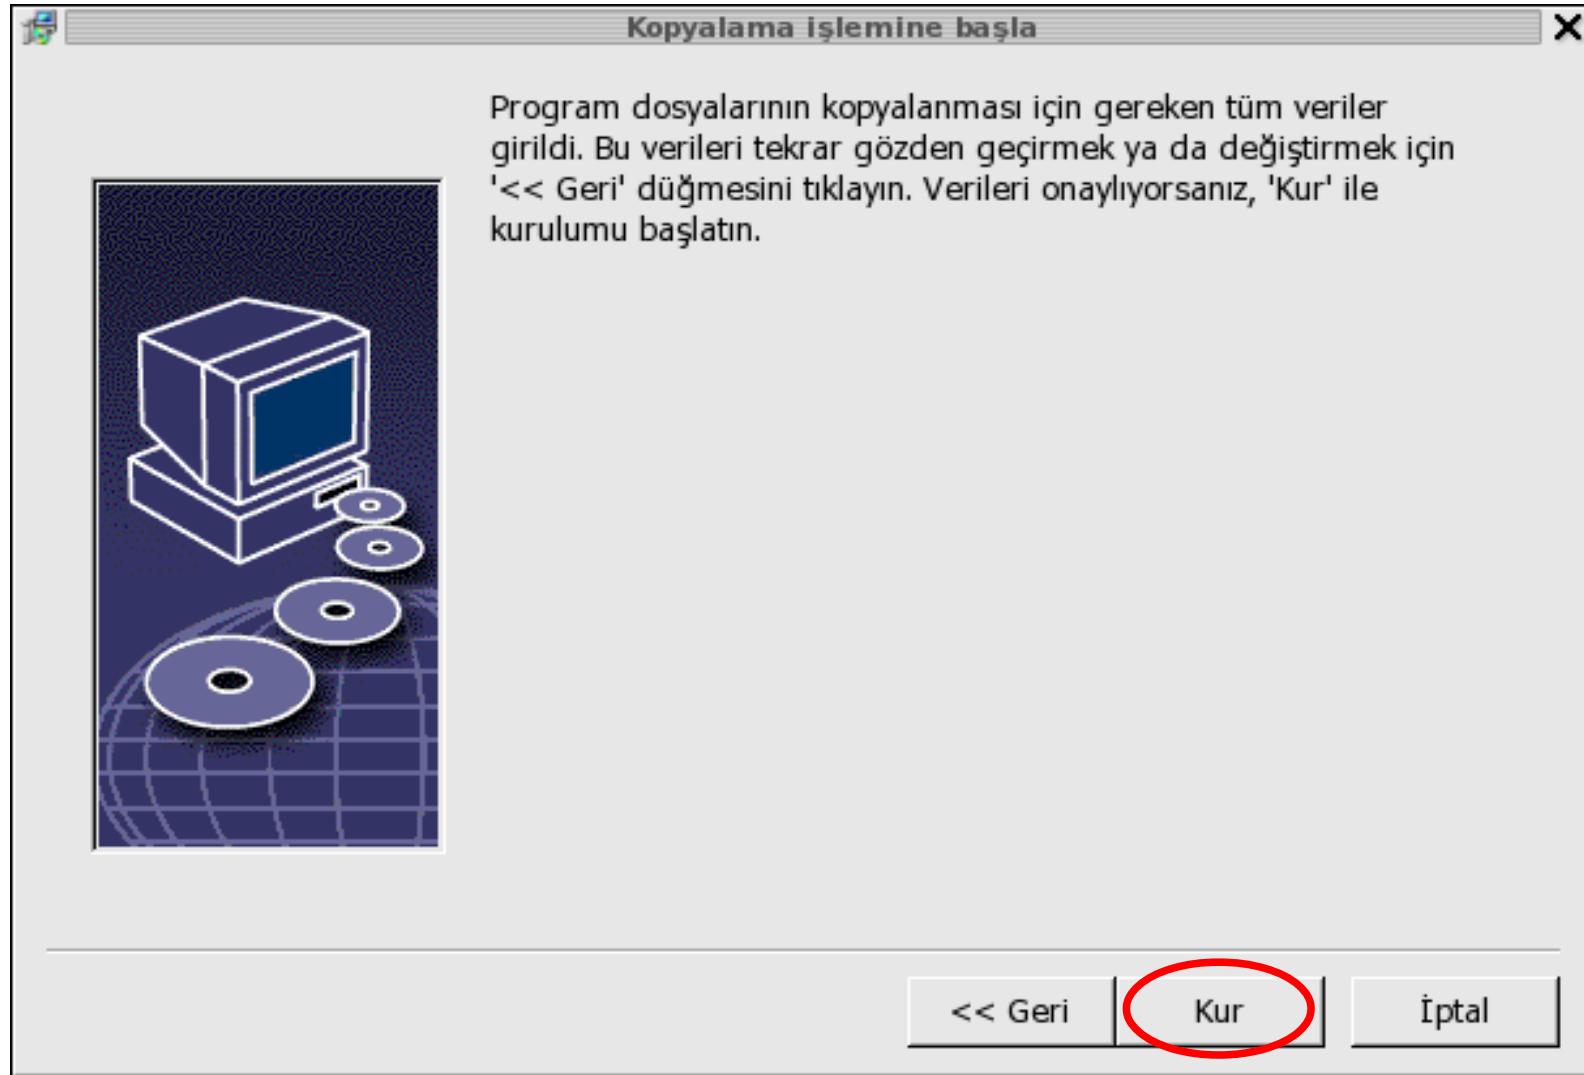 Kopyalama işlemine başla
Program dosyalarının kopyalanması için gereken tüm veriler
girildi. Bu verileri tekrar gözden geçirmek ya da değiştirmek için
'<< Geri' düğmesini tıklayın. Verileri onaylıyorsanız, 'Kur' ile
kurulumu başlatın.
<< Geri
Kur
İptal